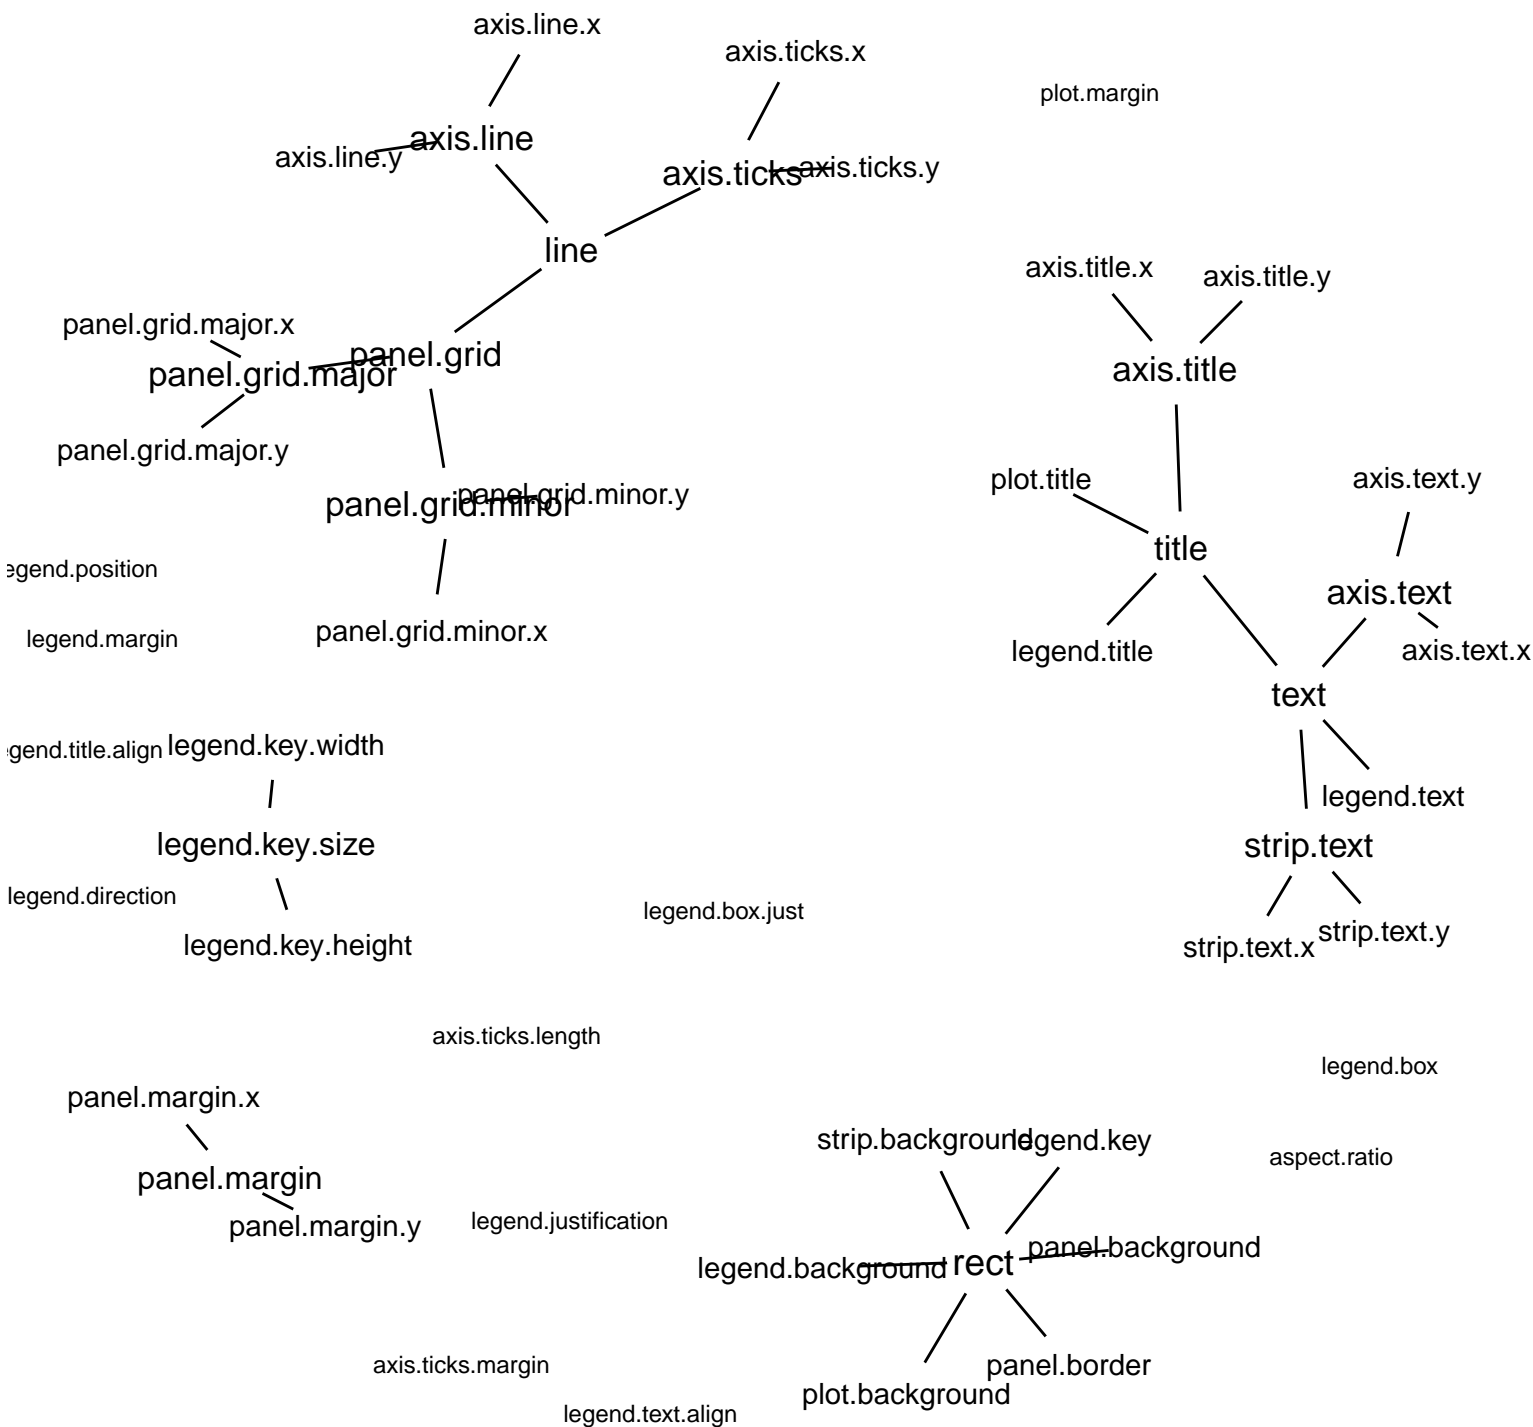 axis.line.x
axis.ticks.x
plot.margin
axis.line
axis.line.y
axis.ticks
axis.ticks.y
line
axis.title.x
axis.title.y
panel.grid.major.x
panel.grid
panel.grid.major
axis.title
panel.grid.major.y
plot.title
axis.text.y
panel.grid.minor
panel.grid.minor.y
title
egend.position
axis.text
legend.margin
panel.grid.minor.x
legend.title
axis.text.x
text
gend.title.align
legend.key.width
legend.text
legend.key.size
strip.text
legend.direction
legend.box.just
legend.key.height
strip.text.x
strip.text.y
axis.ticks.length
legend.box
panel.margin.x
strip.background
legend.key
aspect.ratio
panel.margin
panel.margin.y
legend.justification
legend.background
rect
panel.background
axis.ticks.margin
panel.border
plot.background
legend.text.align